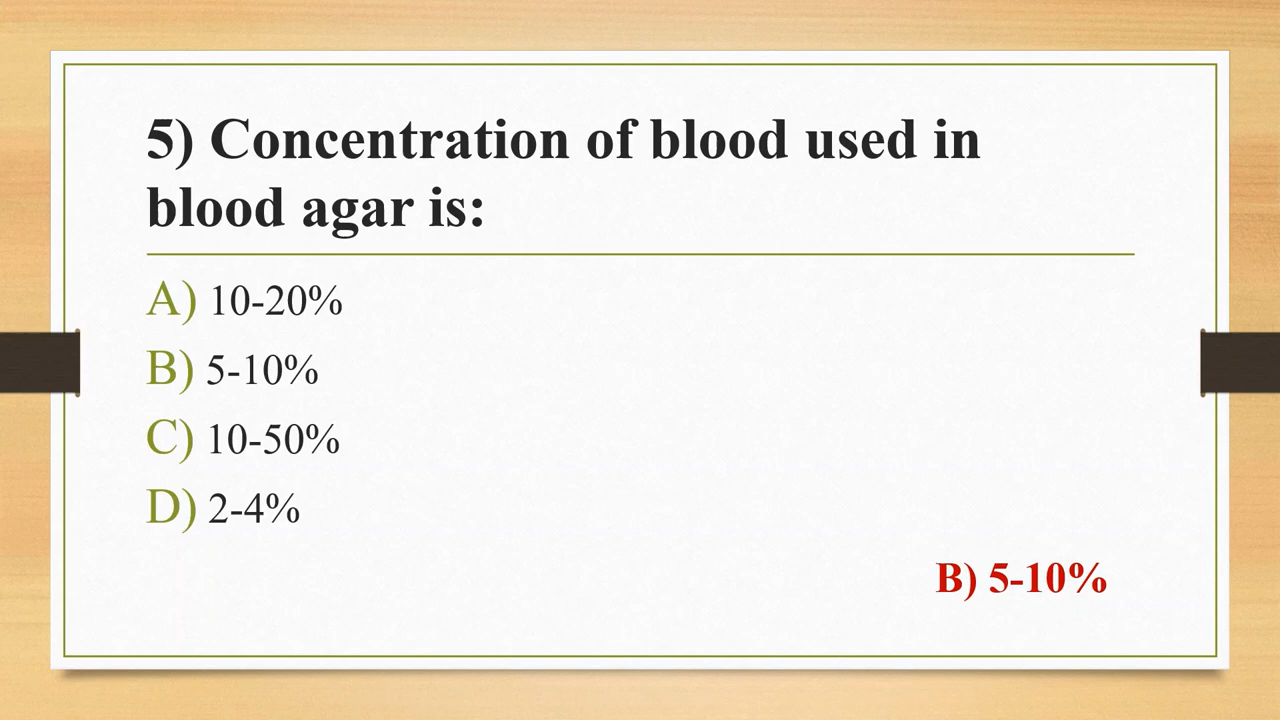 5) Concentration of blood used in
blood agar is:
A) 10-20%
B) 5-10%
C) 10-50%
D) 2-4%
B) 5-10%